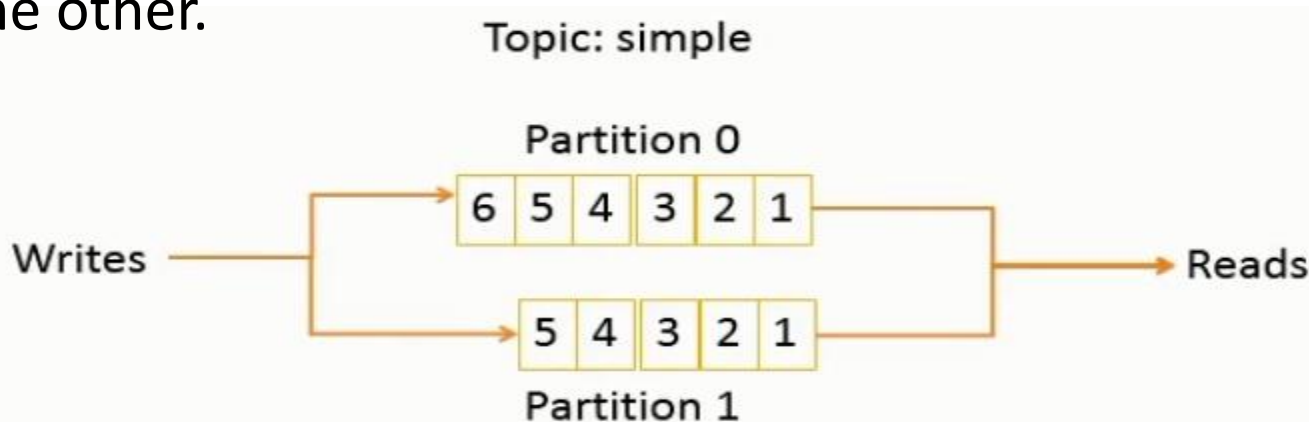 other.
Topic: simple
Partition 0
6 5 4 3 2 1
Writes
Reads
5 4 3 2 1
Partition 1